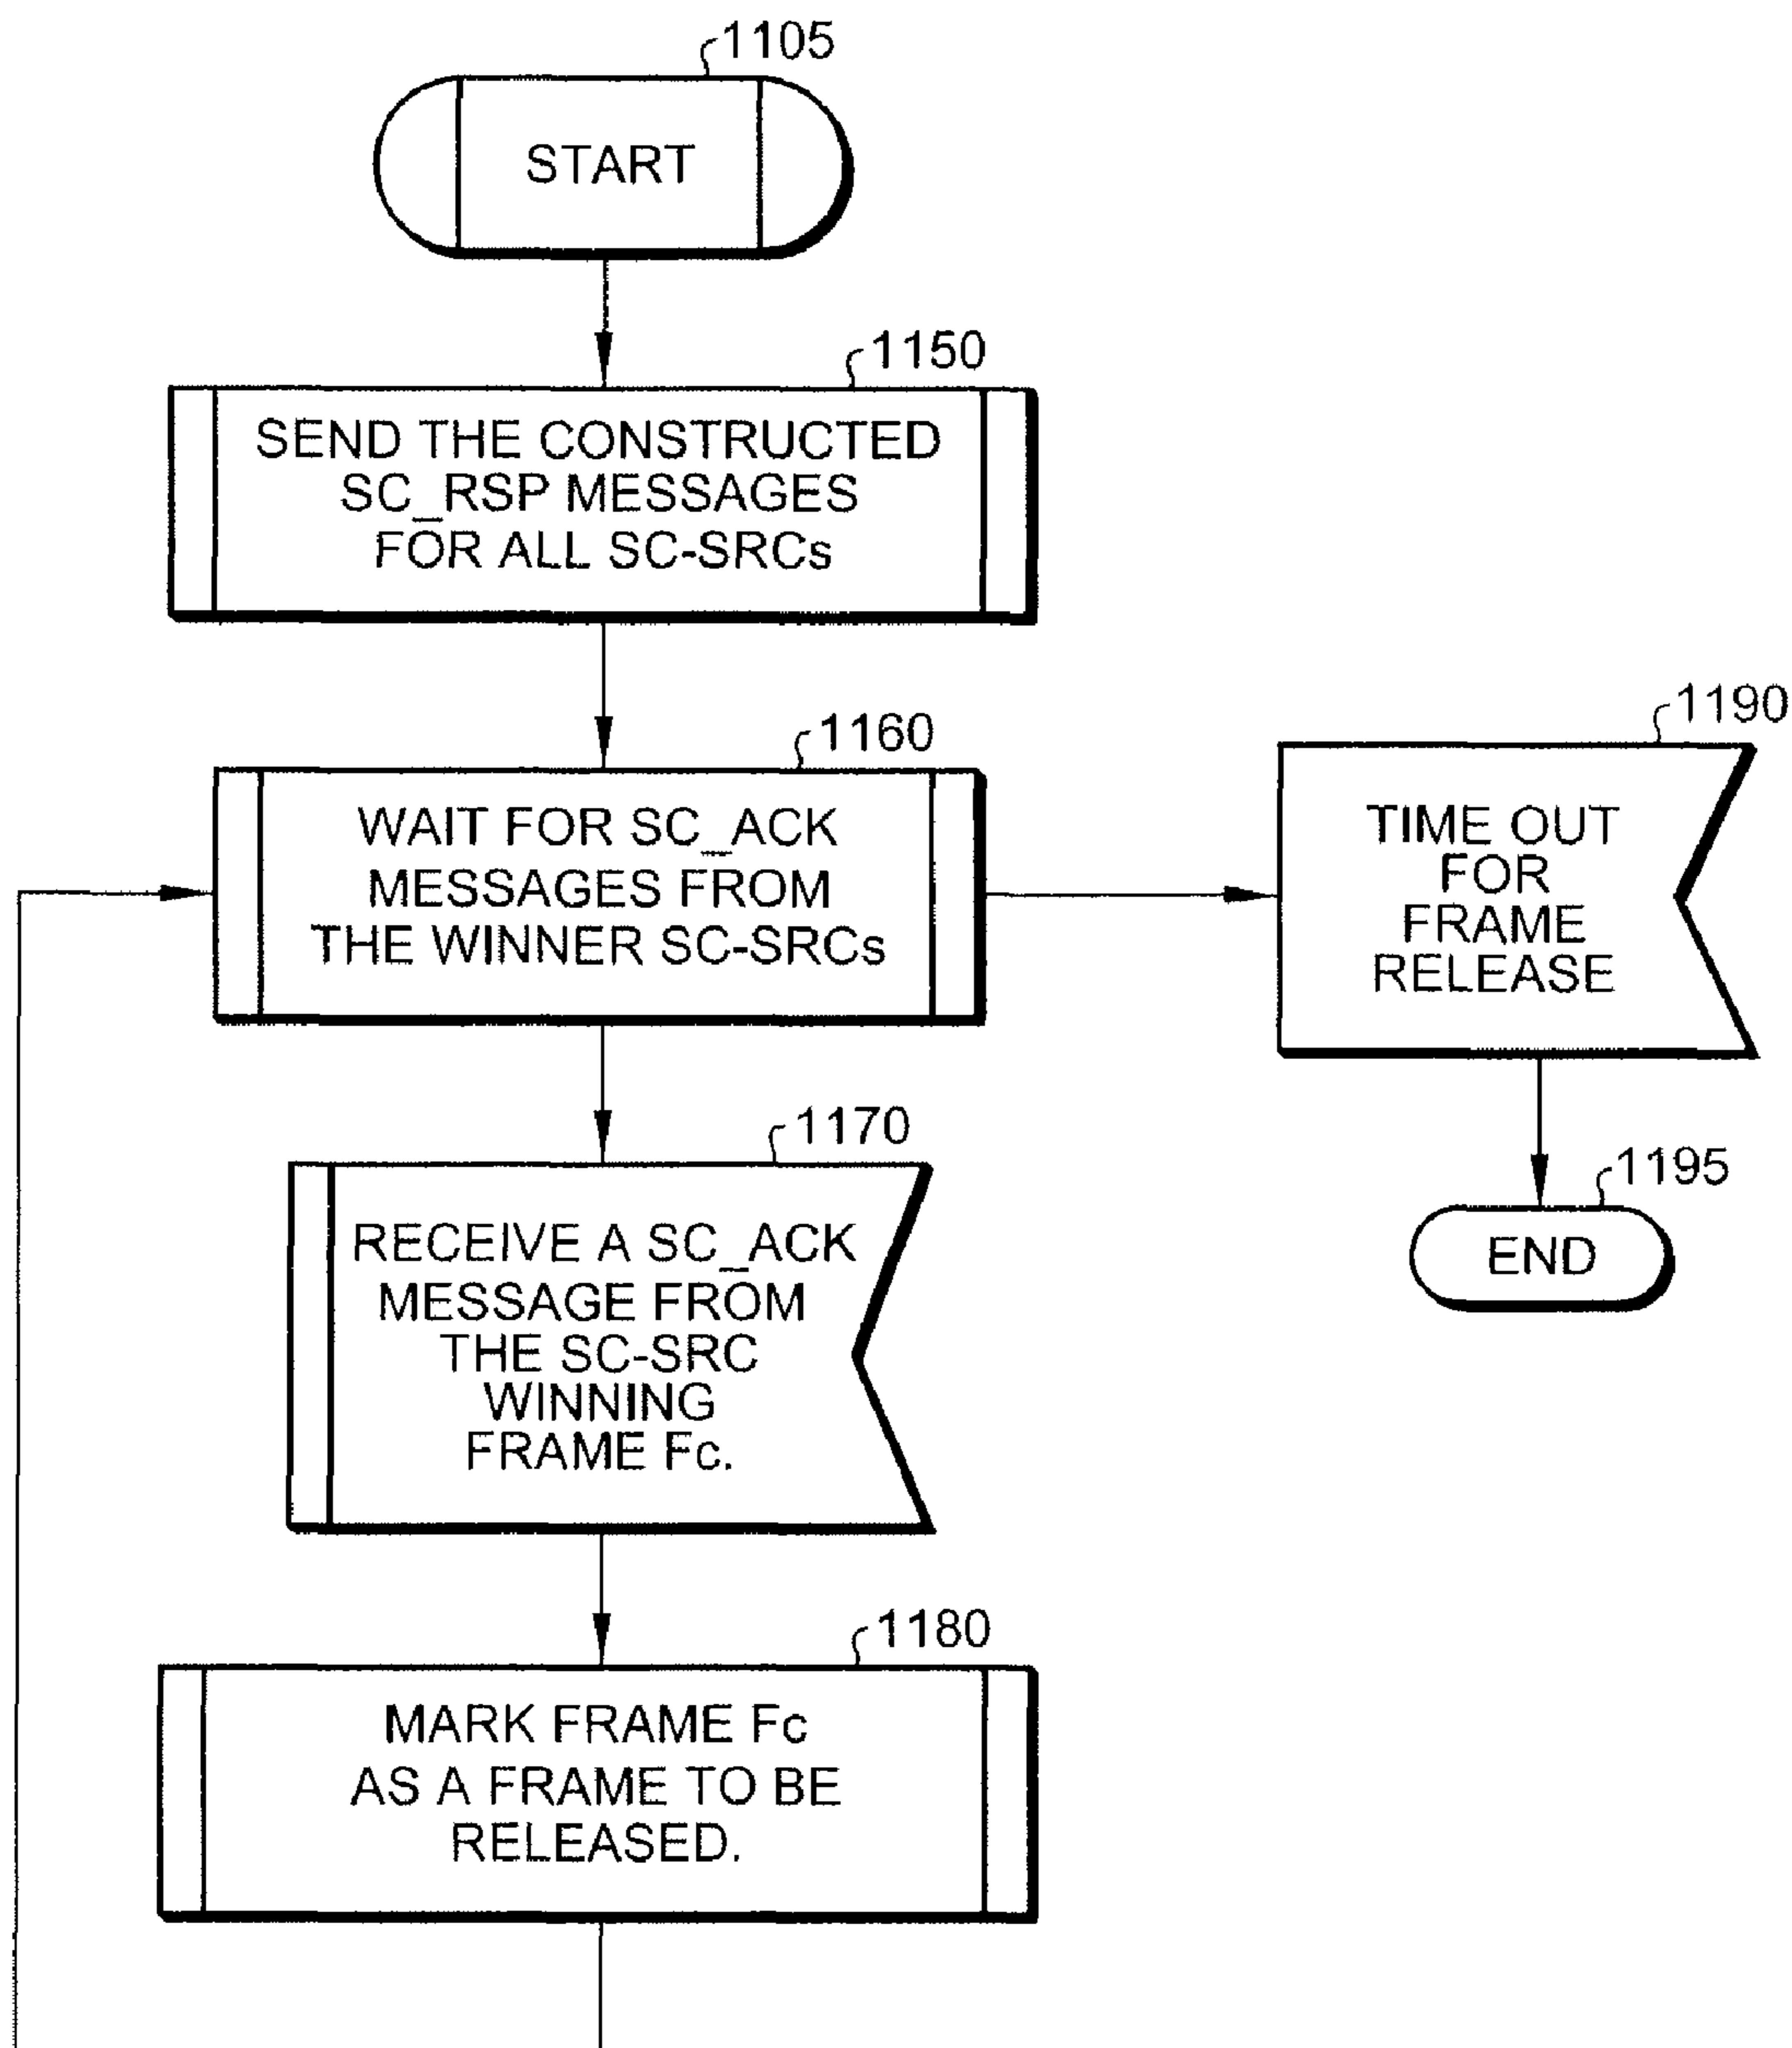 1105
START
1150
SEND THE CONSTRUCTED
SC_RSP MESSAGES
FOR ALL SC-SRCs
1160
WAIT FOR SC_ACK
MESSAGES FROM
THE WINNER SC-SRCs
1190
TIME OUT
FOR
FRAME
RELEASE
1170
RECEIVE A SC_ACK
MESSAGE FROM
THE SC-SRC
WINNING
FRAME Fc.
1195
END
1180
MARK FRAME Fc
AS A FRAME TO BE
RELEASED.